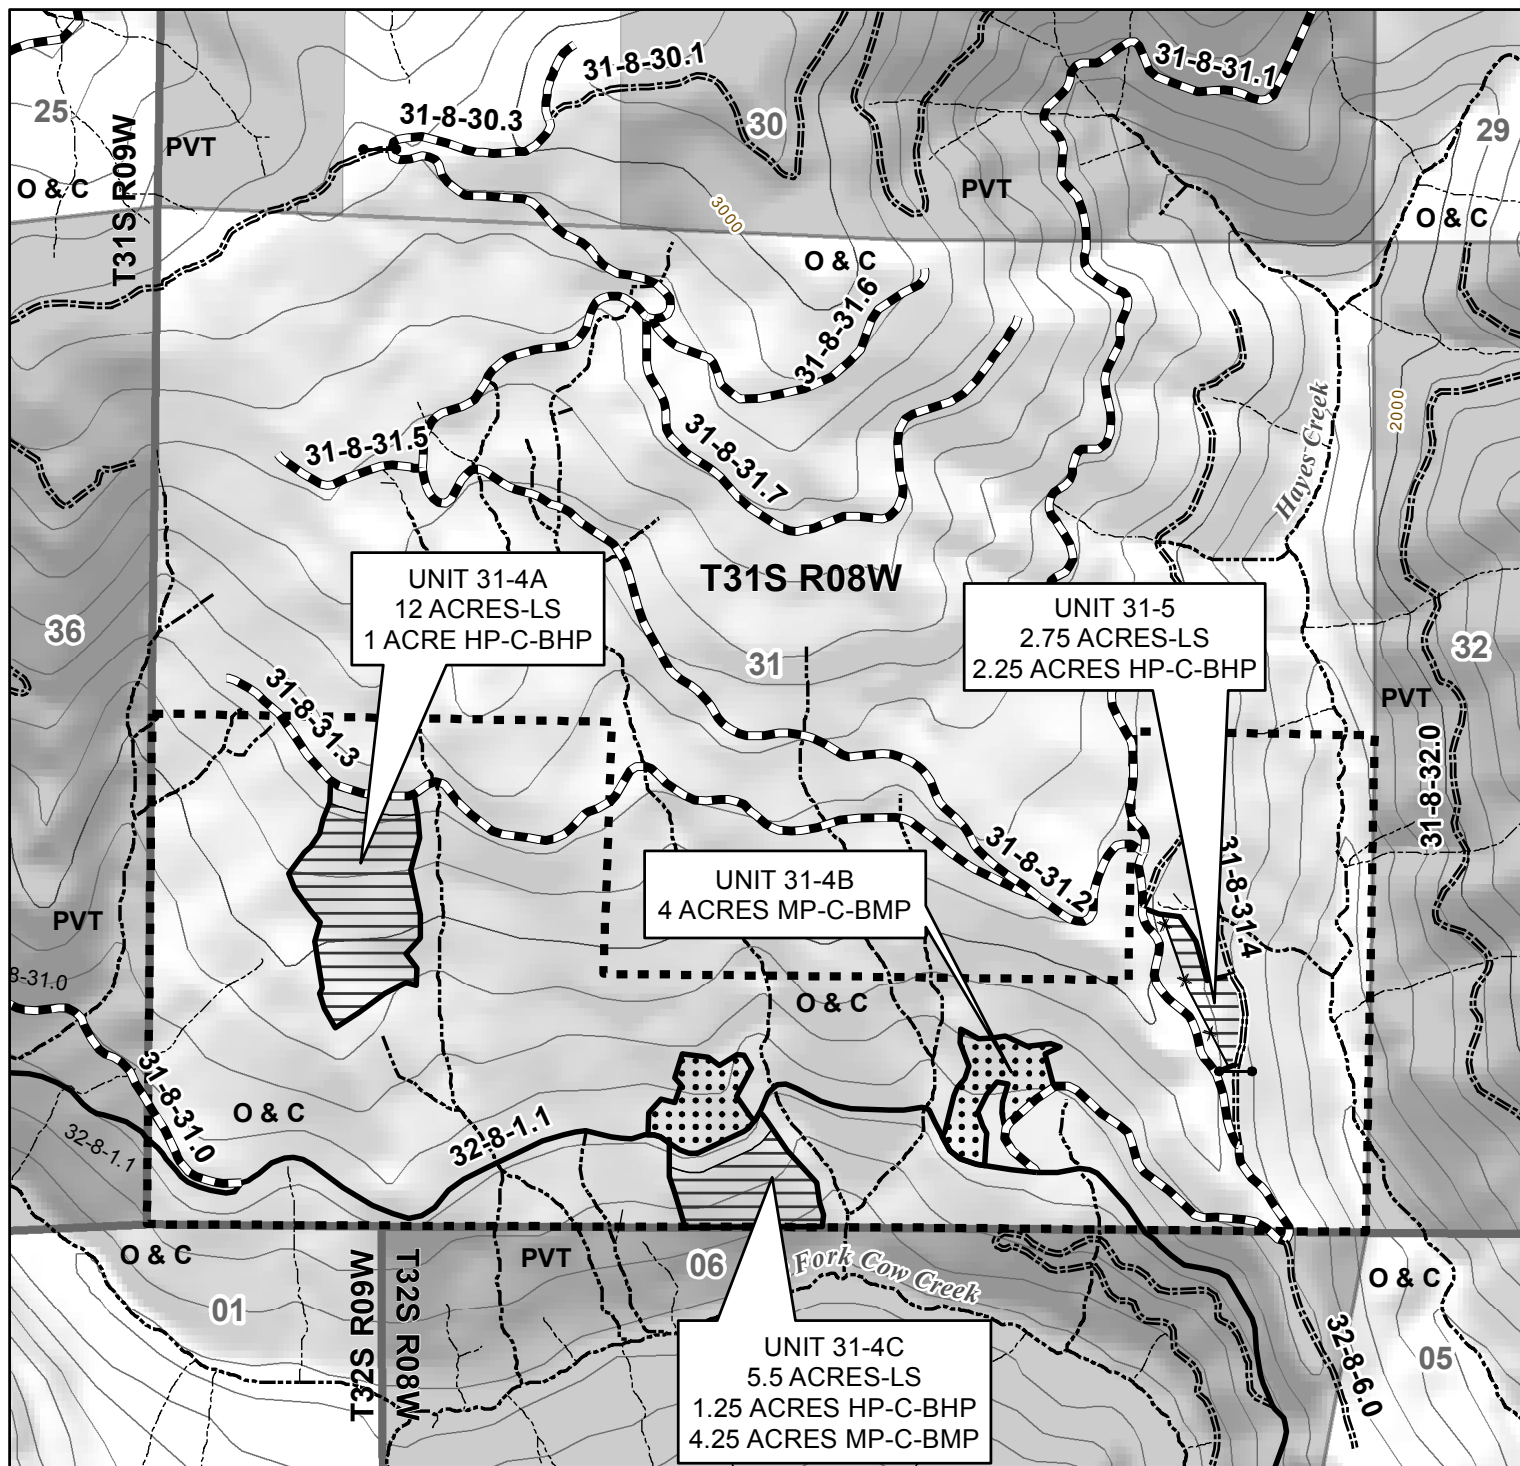 31-8-30.1
31-8-31.1
25
31-8-30.3
30
29
PVT
T31S R09W
O & C
PVT
3000
O & C
O & C
31-8-31.6
Hayes Creek
2000
31-8-31.5
31-8-31.7
UNIT 31-4A
12 ACRES-LS
1 ACRE HP-C-BHP
T31S R08W
UNIT 31-5
2.75 ACRES-LS
2.25 ACRES HP-C-BHP
36
31
32
PVT
31-8-31.3
31-8-32.0
UNIT 31-4B
4 ACRES MP-C-BMP
31-8-31.2
31-8-31.4
PVT
8-31.0
O & C
31-8-31.0
O & C
32-8-1.1
32-8-1.1
O & C
T32S R09W
T32S R08W
PVT
06
Fork Cow Creek
O & C
01
32-8-6.0
05
UNIT 31-4C
5.5 ACRES-LS
1.25 ACRES HP-C-BHP
4.25 ACRES MP-C-BMP